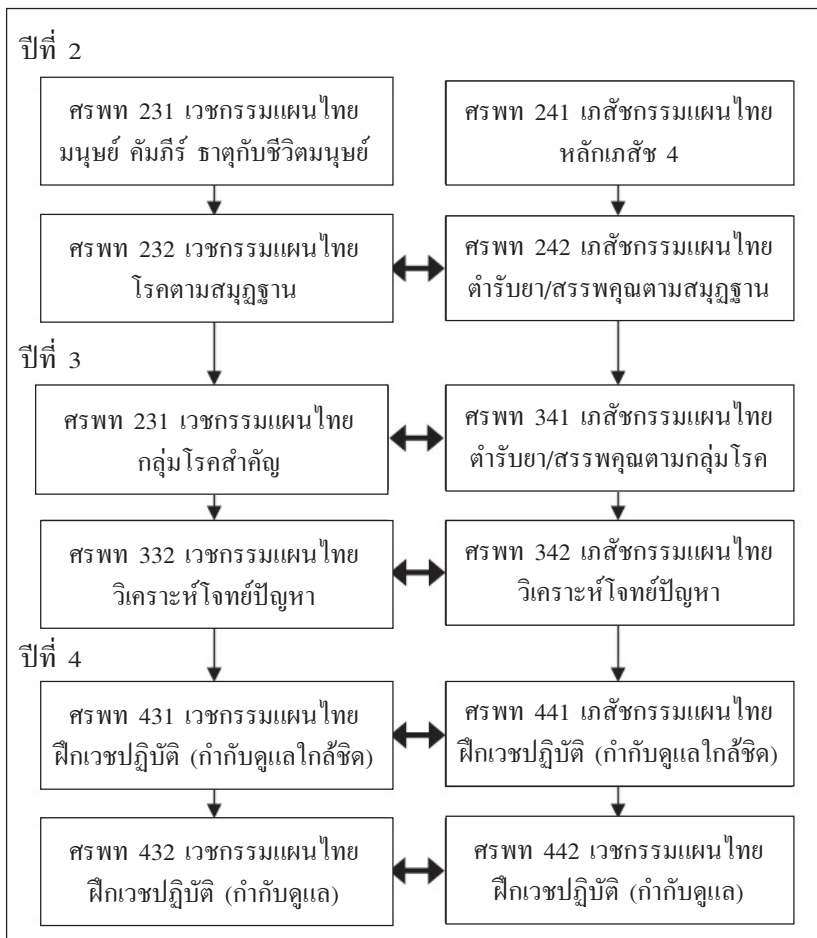 ปีที่ 2
ศรพท 231 เวชกรรมแผนไทย
มนุษย์ คัมภีร์ ธาตุกับชีวิตมนุษย์
ศรพท 241 เภสัชกรรมแผนไทย
หลักเภสัช 4
ศรพท 232 เวชกรรมแผนไทย
โรคตามสมุฏฐาน
ศรพท 242 เภสัชกรรมแผนไทย
ตำรับยา/สรรพคุณตามสมุฏฐาน
ปีที่ 3
ศรพท 231 เวชกรรมแผนไทย
กลุ่มโรคสำคัญ
ศรพท 341 เภสัชกรรมแผนไทย
ตำรับยา/สรรพคุณตามกลุ่มโรค
ศรพท 332 เวชกรรมแผนไทย
วิเคราะห์โจทย์ปัญหา
ศรพท 342 เภสัชกรรมแผนไทย
วิเคราะห์โจทย์ปัญหา
ปีที่ 4
ศรพท 431 เวชกรรมแผนไทย
ฝึกเวชปฏิบัติ (กำกับดูแลใกล้ชิด)
ศรพท 441 เภสัชกรรมแผนไทย
ฝึกเวชปฏิบัติ (กำกับดูแลใกล้ชิด)
ศรพท 432 เวชกรรมแผนไทย
ฝึกเวชปฏิบัติ (กำกับดูแล)
ศรพท 442 เวชกรรมแผนไทย
ฝึกเวชปฏิบัติ (กำกับดูแล)